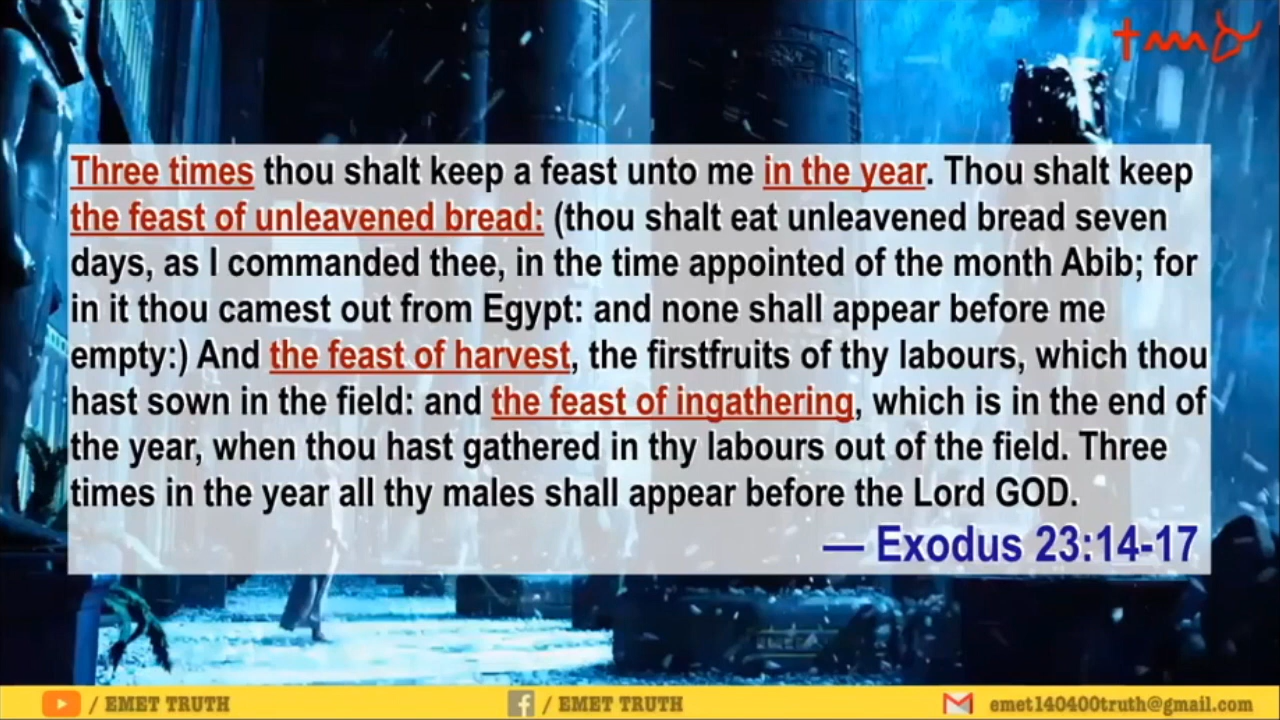 Three times thou shalt keep a feast unto me in the year. Thou shalt keep
the feast of unleavened bread: (thou shalt eat unleavened bread seven
days, as I commanded thee, in the time appointed of the month Abib; for
in it thou camest out from Egypt: and none shall appear before me
empty:) And the feast of harvest, the firstfruits of thy labours, which thou
hast sown in the field: and the feast of ingathering, which is in the end of
the year, when thou hast gathered in thy labours out of the field. Three
times in the year all thy males shall appear before the Lord GOD.
— Exodus 23:14-17
/ EMET TRUTH
/ EMET TRUTH
emet140400truth@gmail.com